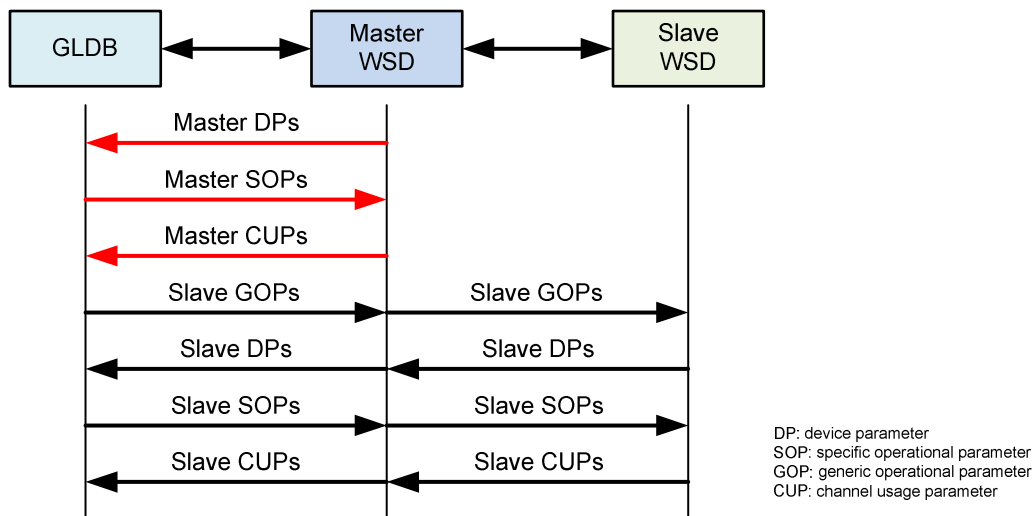 GLDB
Master
WSD
Slave
WSD
Master DPs
Master SOPs
Master CUPs
Slave GOPs
Slave GOPs
Slave DPs
Slave DPs
Slave SOPs
Slave SOPs
Slave CUPs
Slave CUPs
DP: device parameter
SOP: specific operational parameter
GOP: generic operational parameter
CUP: channel usage parameter